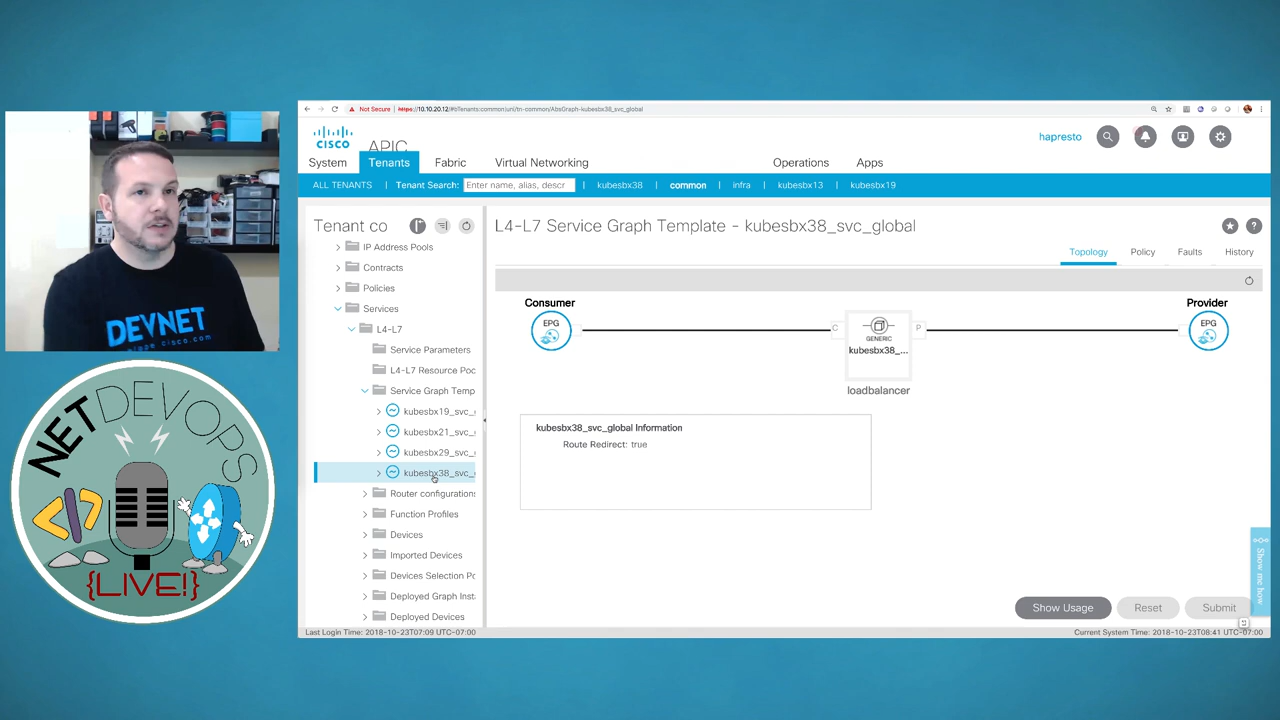 Not Secure https://10.10.20.12/#bTenants:common|uni/tn-common/AbsGraph-kubesbx38_svc_global
CISCO APIC
hapresto
System Tenants Fabric Virtual Networking Operations Apps
ALL TENANTS | Tenant Search: Enter name, alias, descr | kubesbx38 | common | infra | kubesbx13 | kubesbx19
Tenant co
IP Address Pools
Contracts
Policies
Services
L4-L7
Service Parameters
L4-L7 Resource Poo
Service Graph Temp
kubesbx19_svc_
kubesbx21_svc_
kubesbx29_svc_
kubesbx38_svc_
Router configurations
Function Profiles
Devices
Imported Devices
Devices Selection Po
Deployed Graph Inst
Deployed Devices
L4-L7 Service Graph Template - kubesbx38_svc_global
Topology Policy Faults History
Consumer
EPG
C
GENERIC
kubesbx38_...
P
loadbalancer
Provider
EPG
kubesbx38_svc_global Information
Route Redirect: true
Show me how
Show Usage Reset Submit
Last Login Time: 2018-10-23T07:09 UTC-07:00
Current System Time: 2018-10-23T08:41 UTC-07:00
DEVNET
cisco.com
NETDEVOPS
</>
{LIVE!}